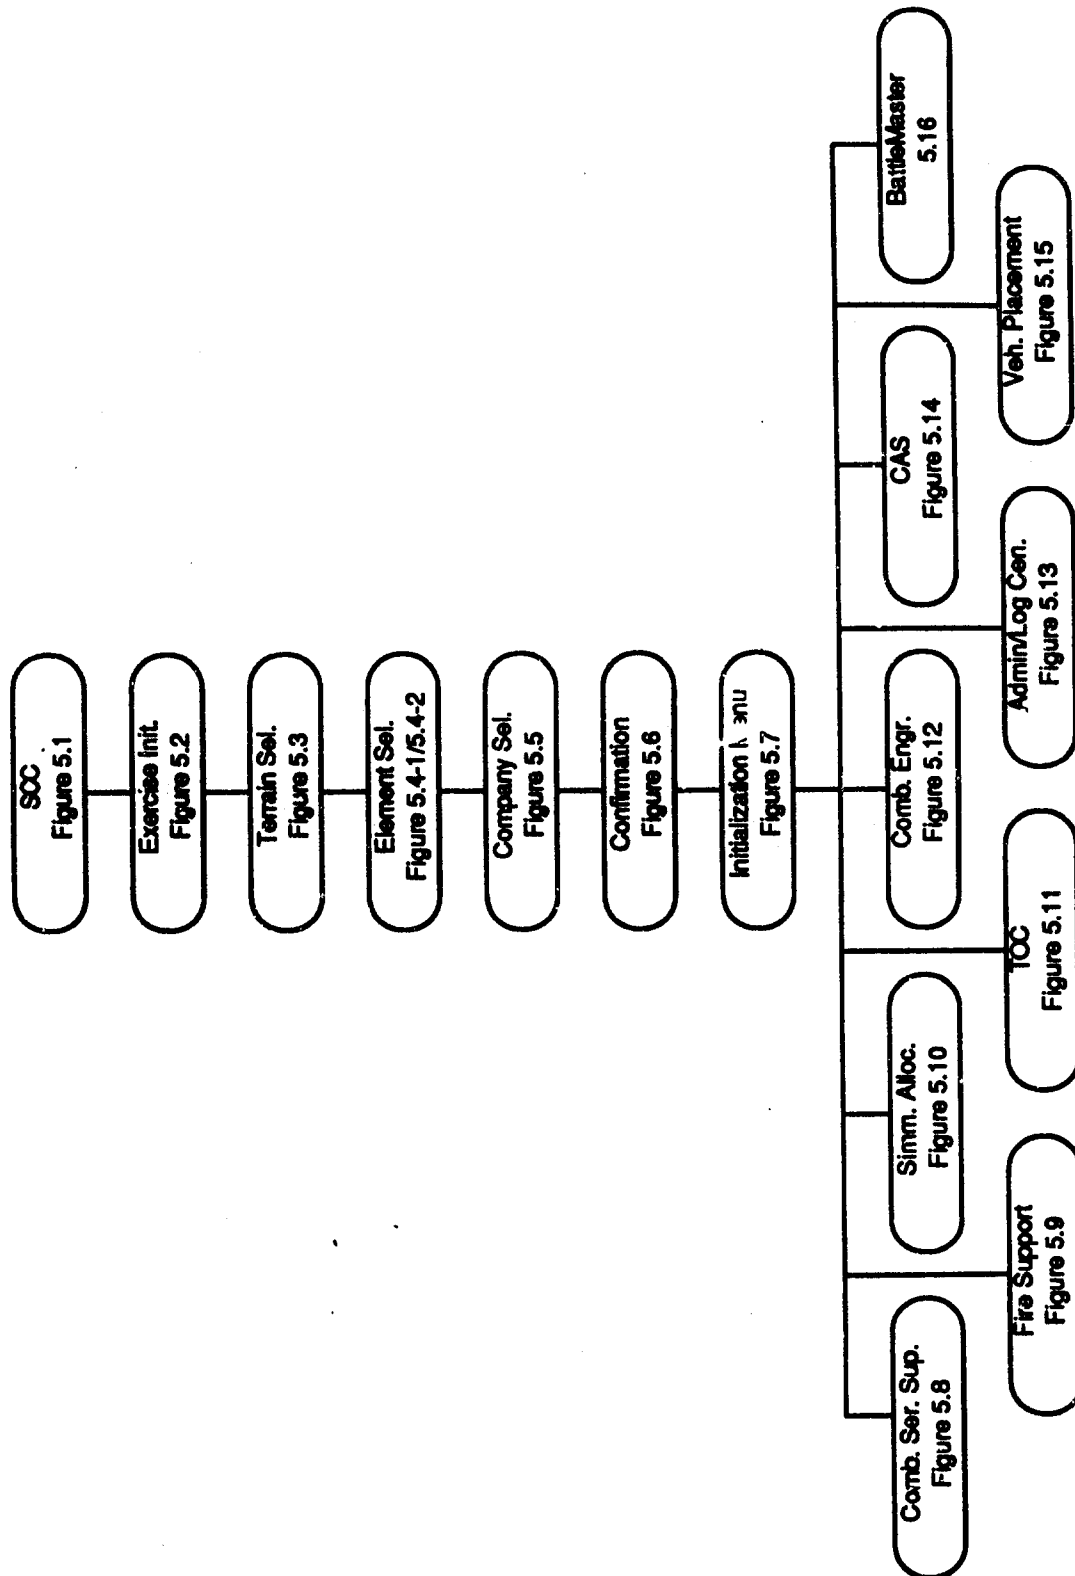 SCC
Figure 5.1
Exercise Init.
Figure 5.2
Terrain Sel.
Figure 5.3
Element Sel.
Figure 5.4-1/5.4-2
Company Sel.
Figure 5.5
Confirmation
Figure 5.6
Initialization
Figure 5.7
Comb. Ser. Sup.
Figure 5.8
Fire Support
Figure 5.9
Simm. Alloc.
Figure 5.10
TOC
Figure 5.11
Comb. Engr.
Figure 5.12
Admin/Log Cen.
Figure 5.13
CAS
Figure 5.14
Veh. Placement
Figure 5.15
BattleMaster
5.16